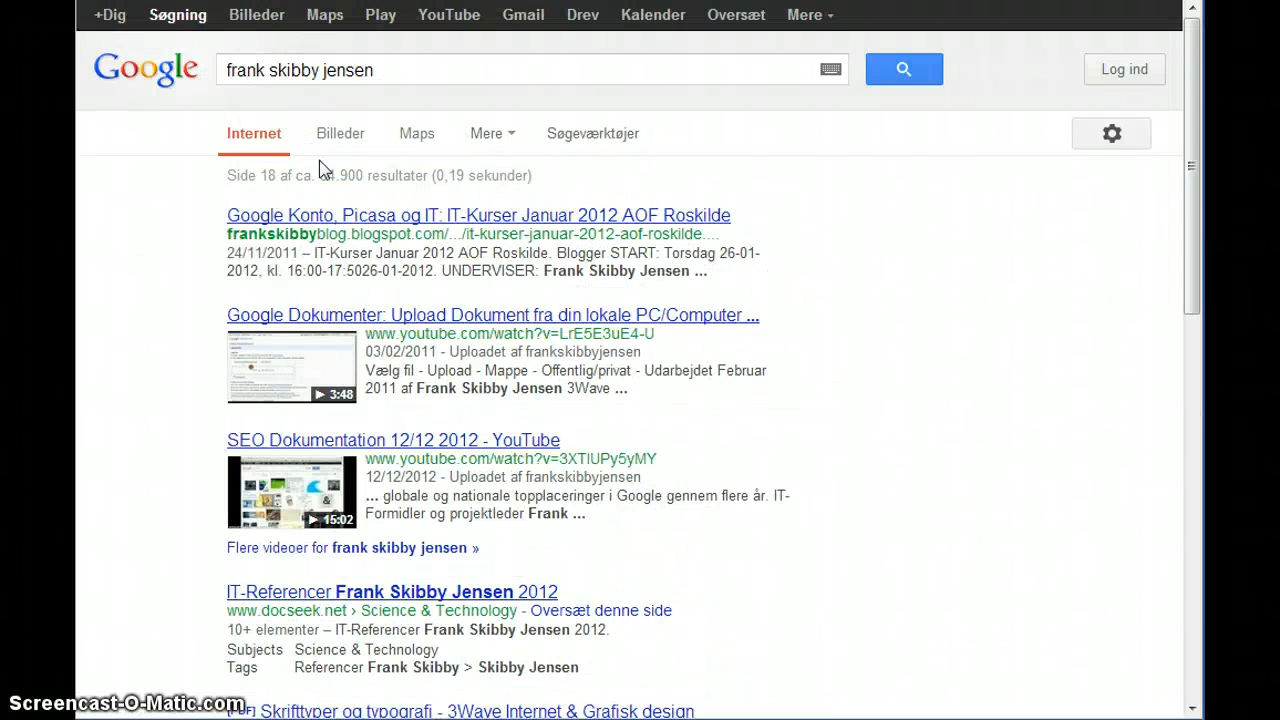 +Dig Søgning Billeder Maps Play YouTube Gmail Drev Kalender Oversæt Mere
Google frank skibby jensen Log ind
Internet Billeder Maps Mere Søgeværktøjer
Side 18 af ca. 4.900 resultater (0,19 sekunder)
Google Konto, Picasa og IT: IT-Kurser Januar 2012 AOF Roskilde
frankskibbyblog.blogspot.com/.../it-kurser-januar-2012-aof-roskilde....
24/11/2011 – IT-Kurser Januar 2012 AOF Roskilde. Blogger START: Torsdag 26-01-
2012, kl. 16:00-17:5026-01-2012. UNDERVISER: Frank Skibby Jensen ...
Google Dokumenter: Upload Dokument fra din lokale PC/Computer ...
www.youtube.com/watch?v=LrE5E3uE4-U
03/02/2011 - Uploadet af frankskibbyjensen
Vælg fil - Upload - Mappe - Offentlig/privat - Udarbejdet Februar
2011 af Frank Skibby Jensen 3Wave ...
3:48
SEO Dokumentation 12/12 2012 - YouTube
www.youtube.com/watch?v=3XTlUPy5yMY
12/12/2012 - Uploadet af frankskibbyjensen
... globale og nationale topplaceringer i Google gennem flere år. IT-
Formidler og projektleder Frank ...
15:02
Flere videoer for frank skibby jensen »
IT-Referencer Frank Skibby Jensen 2012
www.docseek.net › Science & Technology - Oversæt denne side
10+ elementer – IT-Referencer Frank Skibby Jensen 2012.
Subjects Science & Technology
Tags Referencer Frank Skibby > Skibby Jensen
[PDF] Skrifttyper og typografi - 3Wave Internet & Grafisk design
Screencast-O-Matic.com